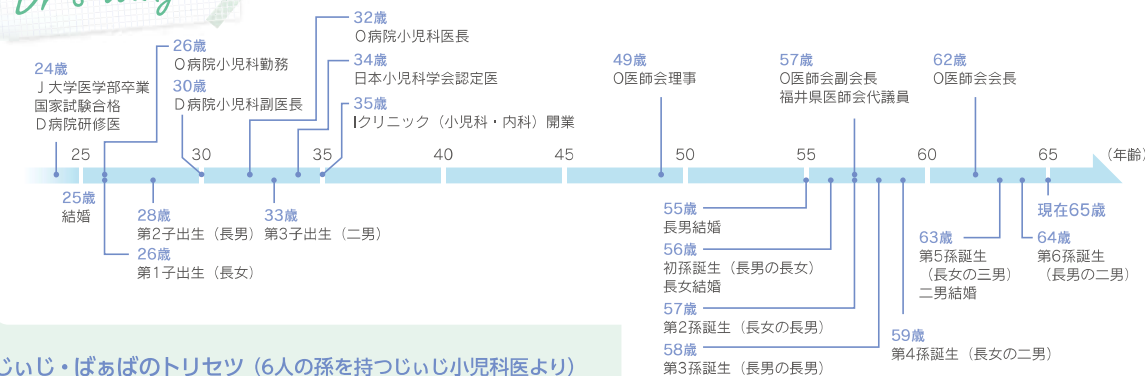 24歳
J大学医学部卒業
国家試験合格
D病院研修医
26歳
O病院小児科勤務
30歳
D病院小児科副医長
32歳
O病院小児科医長
34歳
日本小児科学会認定医
35歳
Iクリニック（小児科・内科）開業
49歳
O医師会理事
57歳
O医師会副会長
福井県医師会代議員
62歳
O医師会会長
25 30 35 40 45 50 55 60 65 （年齢）
25歳
結婚
28歳
第2子出生（長男）
26歳
第1子出生（長女）
33歳
第3子出生（二男）
55歳
長男結婚
56歳
初孫誕生（長男の長女）
長女結婚
57歳
第2孫誕生（長女の長男）
58歳
第3孫誕生（長男の長男）
59歳
第4孫誕生（長女の二男）
63歳
第5孫誕生
（長女の三男）
二男結婚
64歳
第6孫誕生
（長男の二男）
現在65歳
じぃじ・ばぁばのトリセツ（6人の孫を持つじぃじ小児科医より）